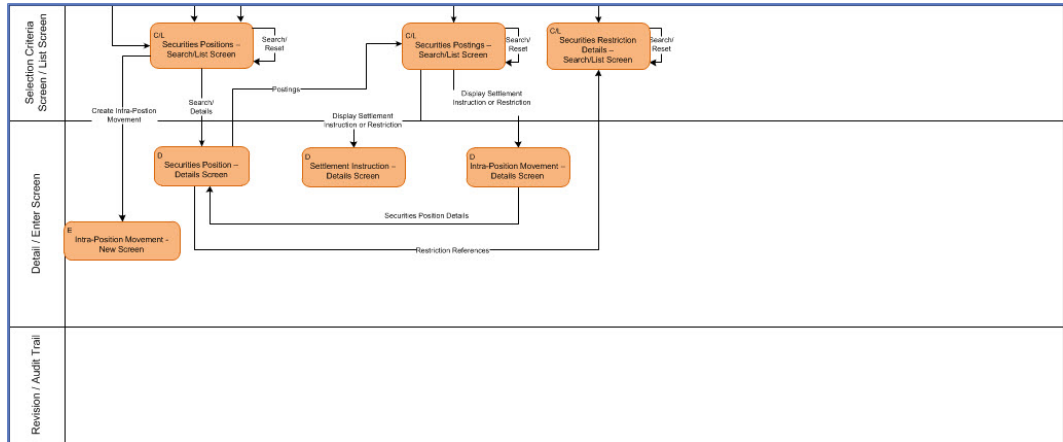 Selection Criteria
Screen / List Screen
C/L
Securities Positions –
Search/List Screen
Search/
Reset
C/L
Securities Postings –
Search/List Screen
Search/
Reset
C/L
Securities Restriction
Details –
Search/List Screen
Search/
Reset
Postings
Search/
Details
Create Intra-Postion
Movement
Display Settlement
Instruction or Restriction
Display Settlement
Instruction or Restriction
Detail / Enter Screen
D
Securities Position –
Details Screen
D
Settlement Instruction –
Details Screen
D
Intra-Position Movement –
Details Screen
Securities Position Details
E
Intra-Position Movement -
New Screen
Restriction References
Revision / Audit Trail